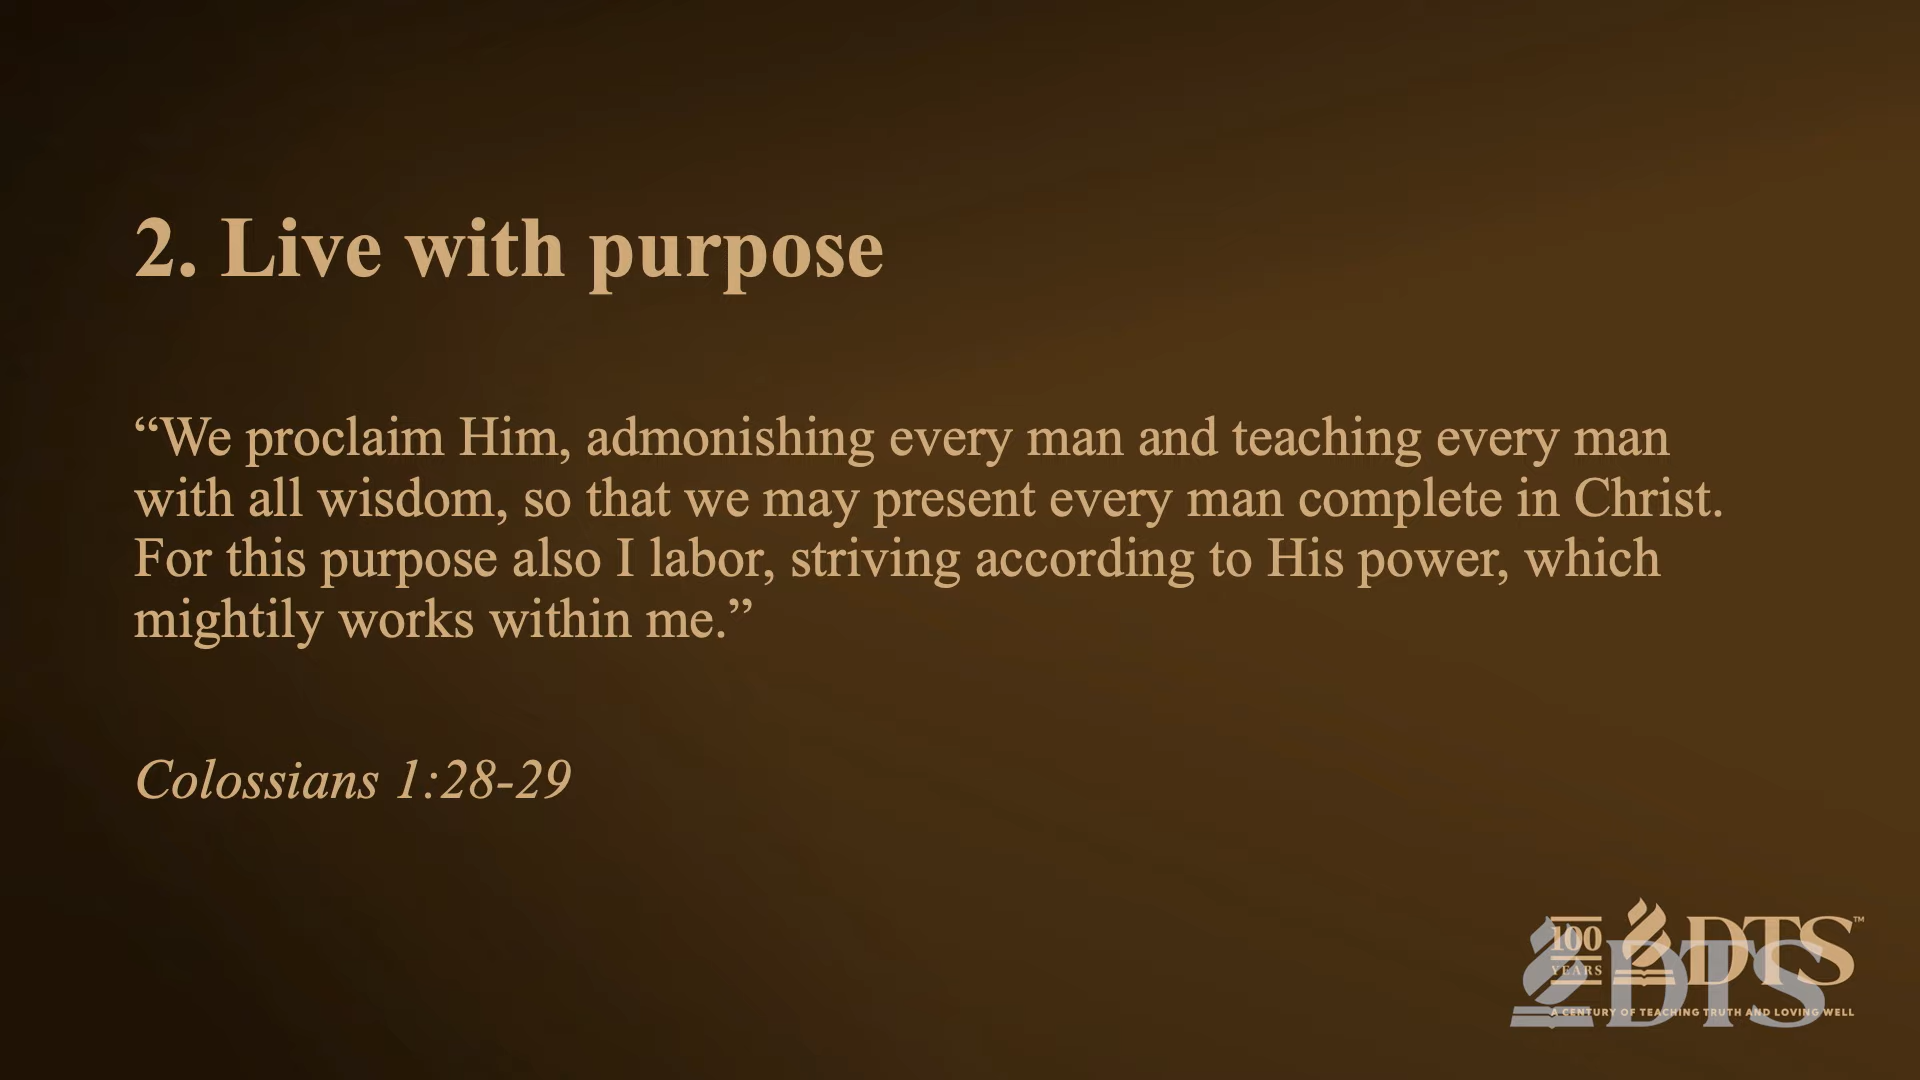 2. Live with purpose
“We proclaim Him, admonishing every man and teaching every man
with all wisdom, so that we may present every man complete in Christ.
For this purpose also I labor, striving according to His power, which
mightily works within me.”
Colossians 1:28-29
100
YEARS
DTS™
A CENTURY OF TEACHING TRUTH AND LOVING WELL
DTS